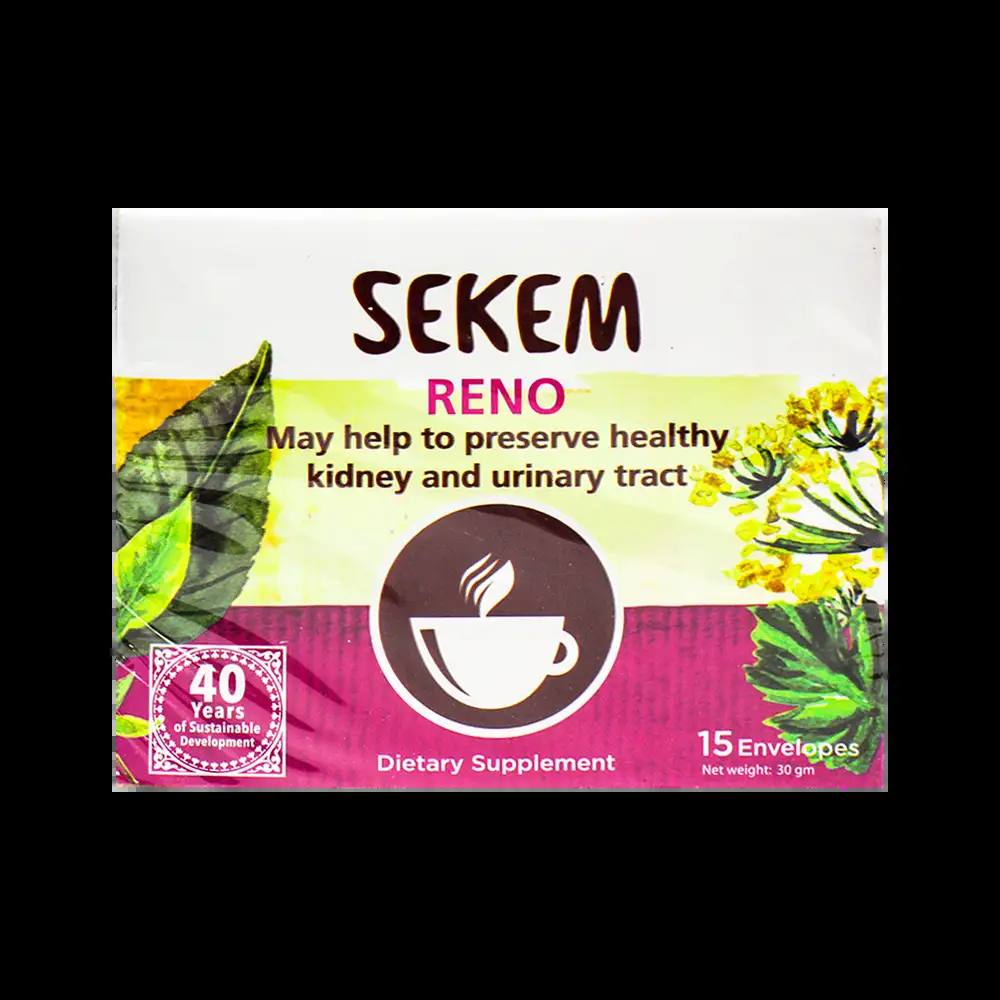 SEKEM
RENO
May help to preserve healthy
kidney and urinary tract
40
Years
of Sustainable
Development
Dietary Supplement
15 Envelopes
Net weight: 30 gm